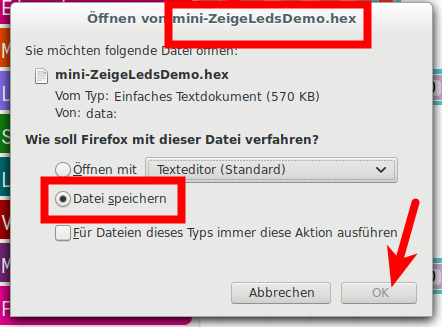 Öffnen von mini-ZeigeLedsDemo.hex
Sie möchten folgende Datei öffnen:
mini-ZeigeLedsDemo.hex
Vom Typ: Einfaches Textdokument (570 KB)
Von: data:
Wie soll Firefox mit dieser Datei verfahren?
Öffnen mit Texteditor (Standard)
Datei speichern
Für Dateien dieses Typs immer diese Aktion ausführen
Abbrechen OK